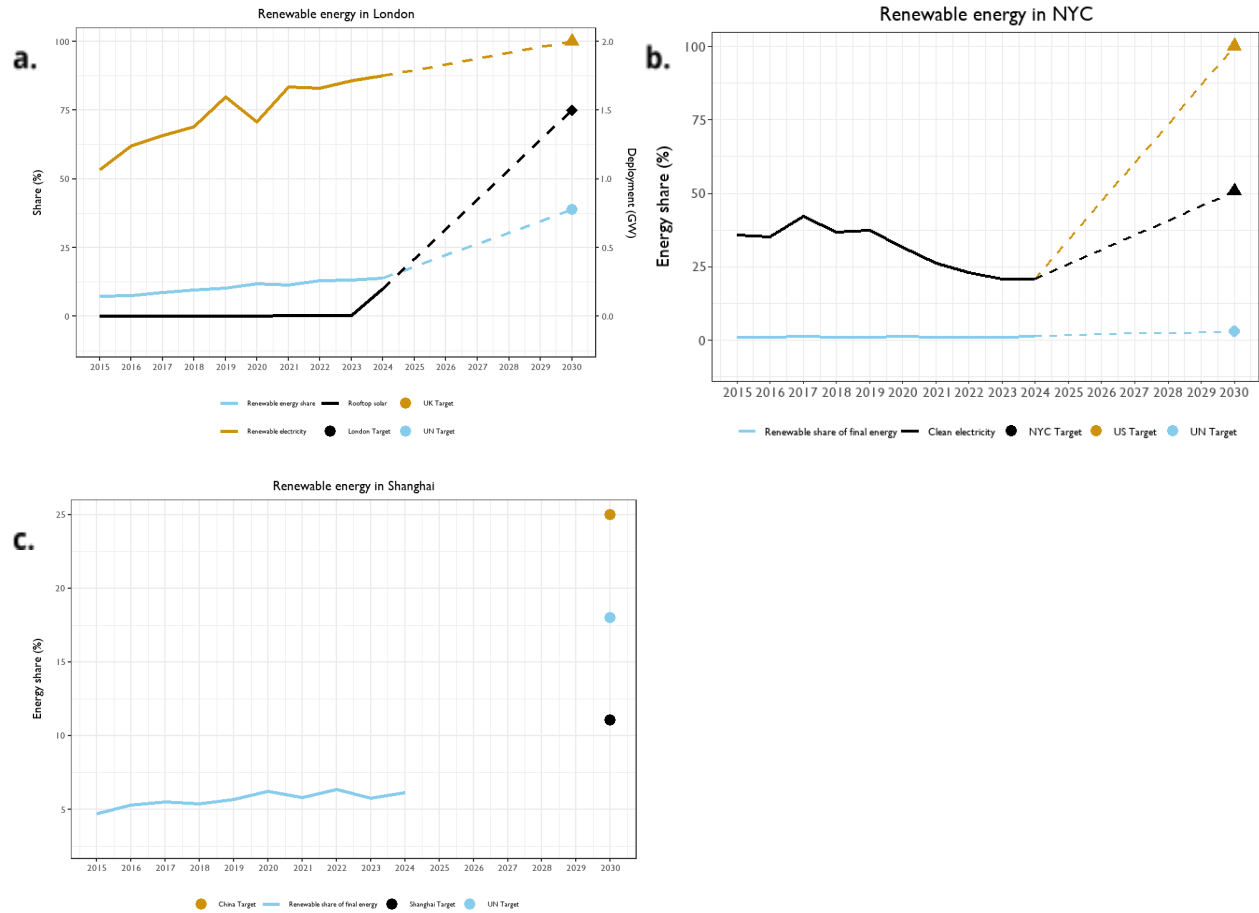 Renewable energy in London
a.
100
75
50
25
0
Share (%)
2.0
1.5
1.0
0.5
0.0
Deployment (GW)
2015 2016 2017 2018 2019 2020 2021 2022 2023 2024 2025 2026 2027 2028 2029 2030
Renewable energy share Rooftop solar UK Target
Renewable electricity London Target UN Target
Renewable energy in NYC
b.
100
75
50
25
0
Energy share (%)
2015 2016 2017 2018 2019 2020 2021 2022 2023 2024 2025 2026 2027 2028 2029 2030
Renewable share of final energy Clean electricity NYC Target US Target UN Target
Renewable energy in Shanghai
c.
25
20
15
10
5
Energy share (%)
2015 2016 2017 2018 2019 2020 2021 2022 2023 2024 2025 2026 2027 2028 2029 2030
China Target Renewable share of final energy Shanghai Target UN Target